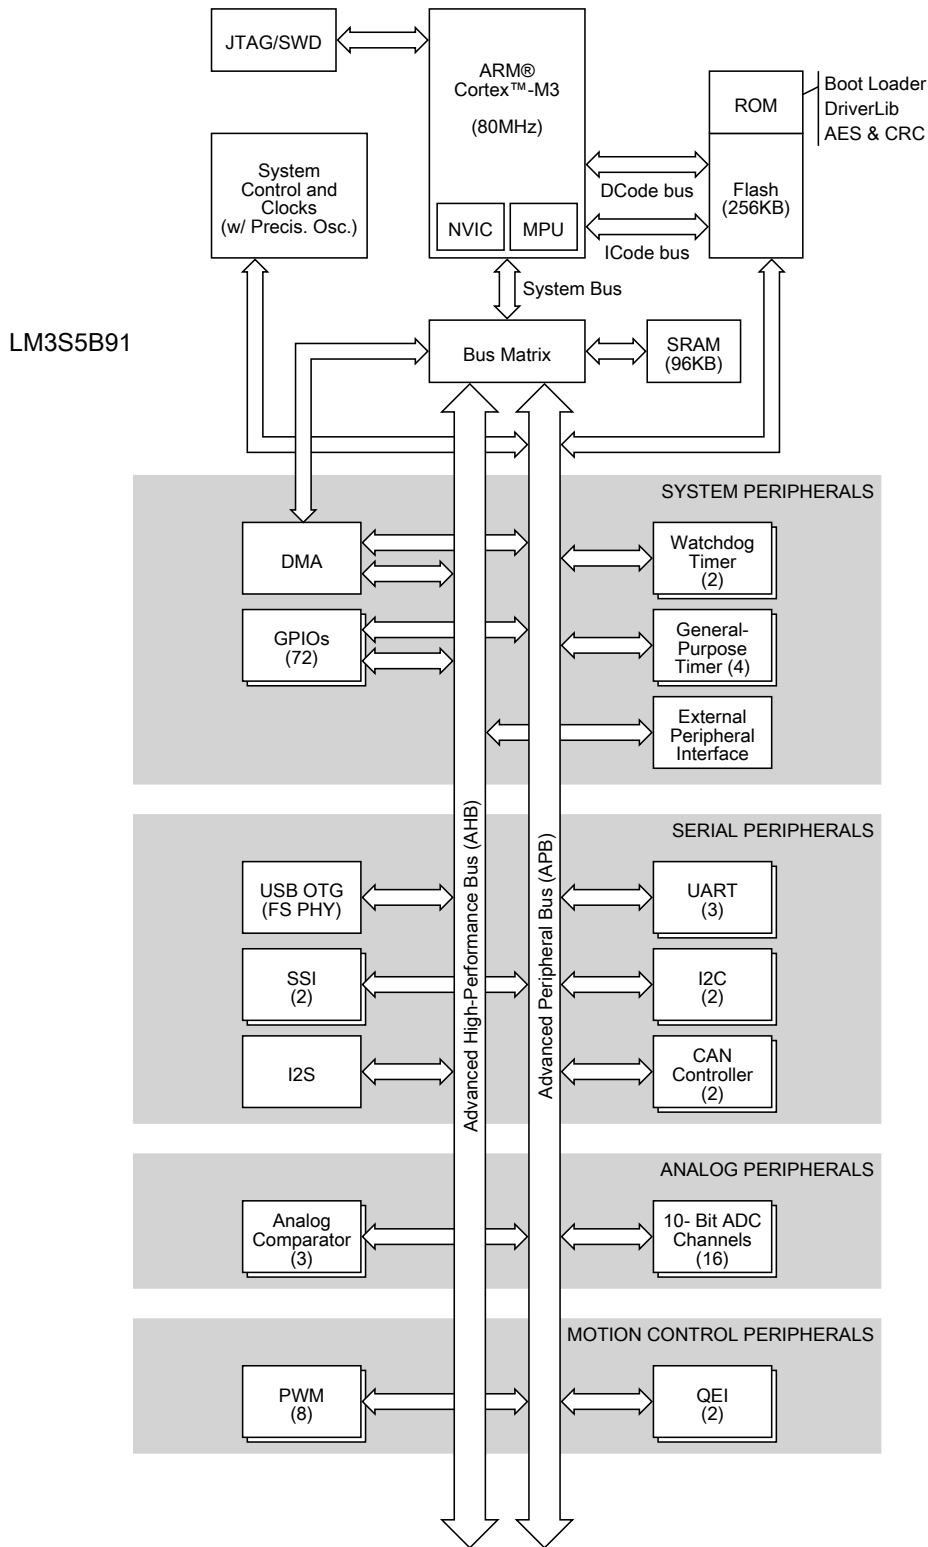 JTAG/SWD
ARM®
Cortex™-M3
(80MHz)
NVIC
MPU
ROM
Boot Loader
DriverLib
AES & CRC
Flash
(256KB)
DCode bus
ICode bus
System
Control and
Clocks
(w/ Precis. Osc.)
System Bus
LM3S5B91
Bus Matrix
SRAM
(96KB)
SYSTEM PERIPHERALS
DMA
Watchdog
Timer
(2)
GPIOs
(72)
General-
Purpose
Timer (4)
External
Peripheral
Interface
Advanced High-Performance Bus (AHB)
Advanced Peripheral Bus (APB)
SERIAL PERIPHERALS
USB OTG
(FS PHY)
UART
(3)
SSI
(2)
I2C
(2)
I2S
CAN
Controller
(2)
ANALOG PERIPHERALS
Analog
Comparator
(3)
10- Bit ADC
Channels
(16)
MOTION CONTROL PERIPHERALS
PWM
(8)
QEI
(2)